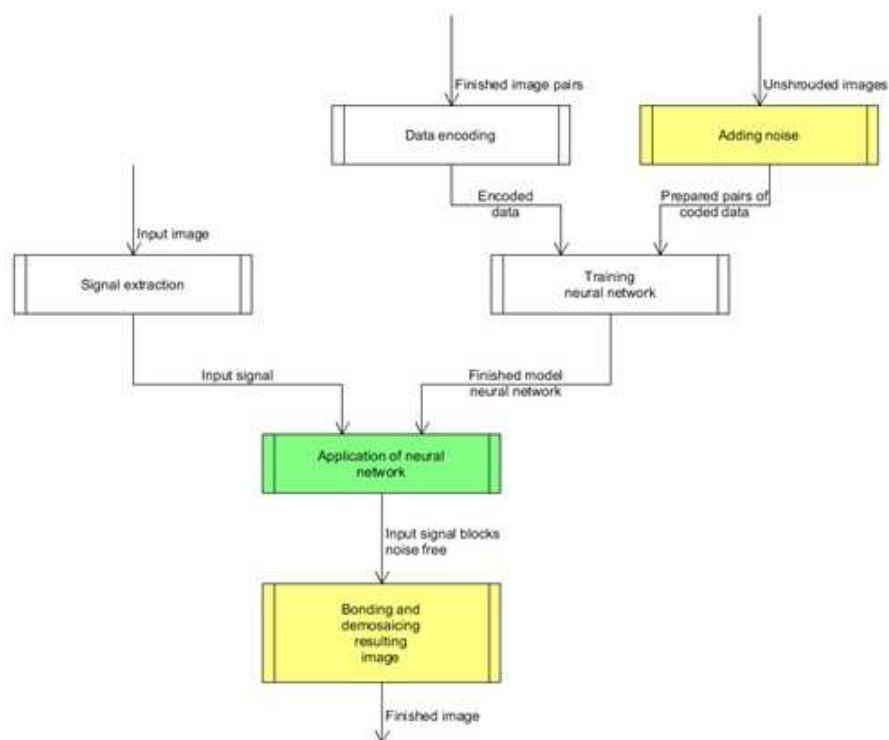 Finished image pairs
Unshrouded images
Data encoding
Adding noise
Encoded
data
Prepared pairs of
coded data
Input image
Signal extraction
Training
neural network
Input signal
Finished model
neural network
Application of neural
network
Input signal blocks
noise free
Bonding and
demosaicing
resulting
image
Finished image